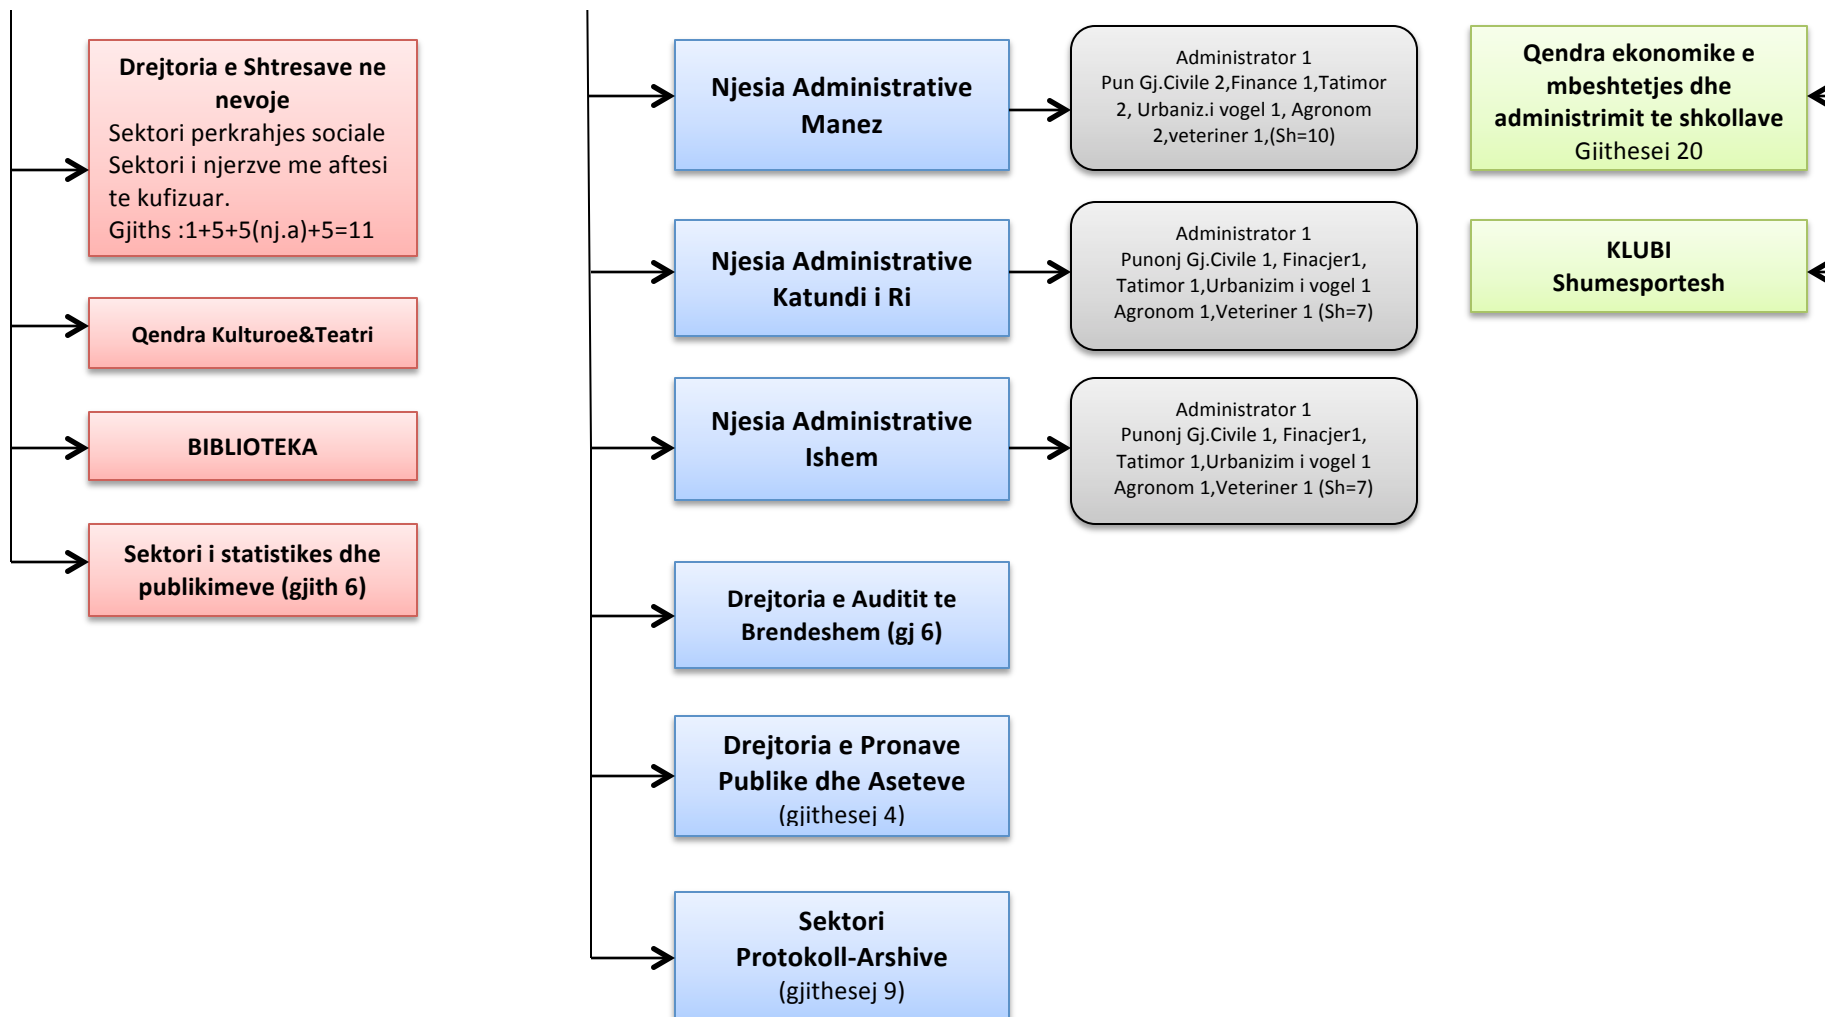 Drejtoria e Shtresave ne
nevoje
Sektori perkrahjes sociale
Sektori i njerzve me aftesi
te kufizuar.
Gjiths :1+5+5(nj.a)+5=11
Qendra Kulturoe&Teatri
BIBLIOTEKA
Sektori i statistikes dhe
publikimeve (gjith 6)
Njesia Administrative
Manez
Administrator 1
Pun Gj.Civile 2,Finance 1,Tatimor
2, Urbaniz.i vogel 1, Agronom
2,veteriner 1,(Sh=10)
Njesia Administrative
Katundi i Ri
Administrator 1
Punonj Gj.Civile 1, Finacjer1,
Tatimor 1,Urbanizim i vogel 1
Agronom 1,Veteriner 1 (Sh=7)
Njesia Administrative
Ishem
Administrator 1
Punonj Gj.Civile 1, Finacjer1,
Tatimor 1,Urbanizim i vogel 1
Agronom 1,Veteriner 1 (Sh=7)
Drejtoria e Auditit te
Brendeshem (gj 6)
Drejtoria e Pronave
Publike dhe Aseteve
(gjithesej 4)
Sektori
Protokoll-Arshive
(gjithesej 9)
Qendra ekonomike e
mbeshtetjes dhe
administrimit te shkollave
Gjithesej 20
KLUBI
Shumesportesh